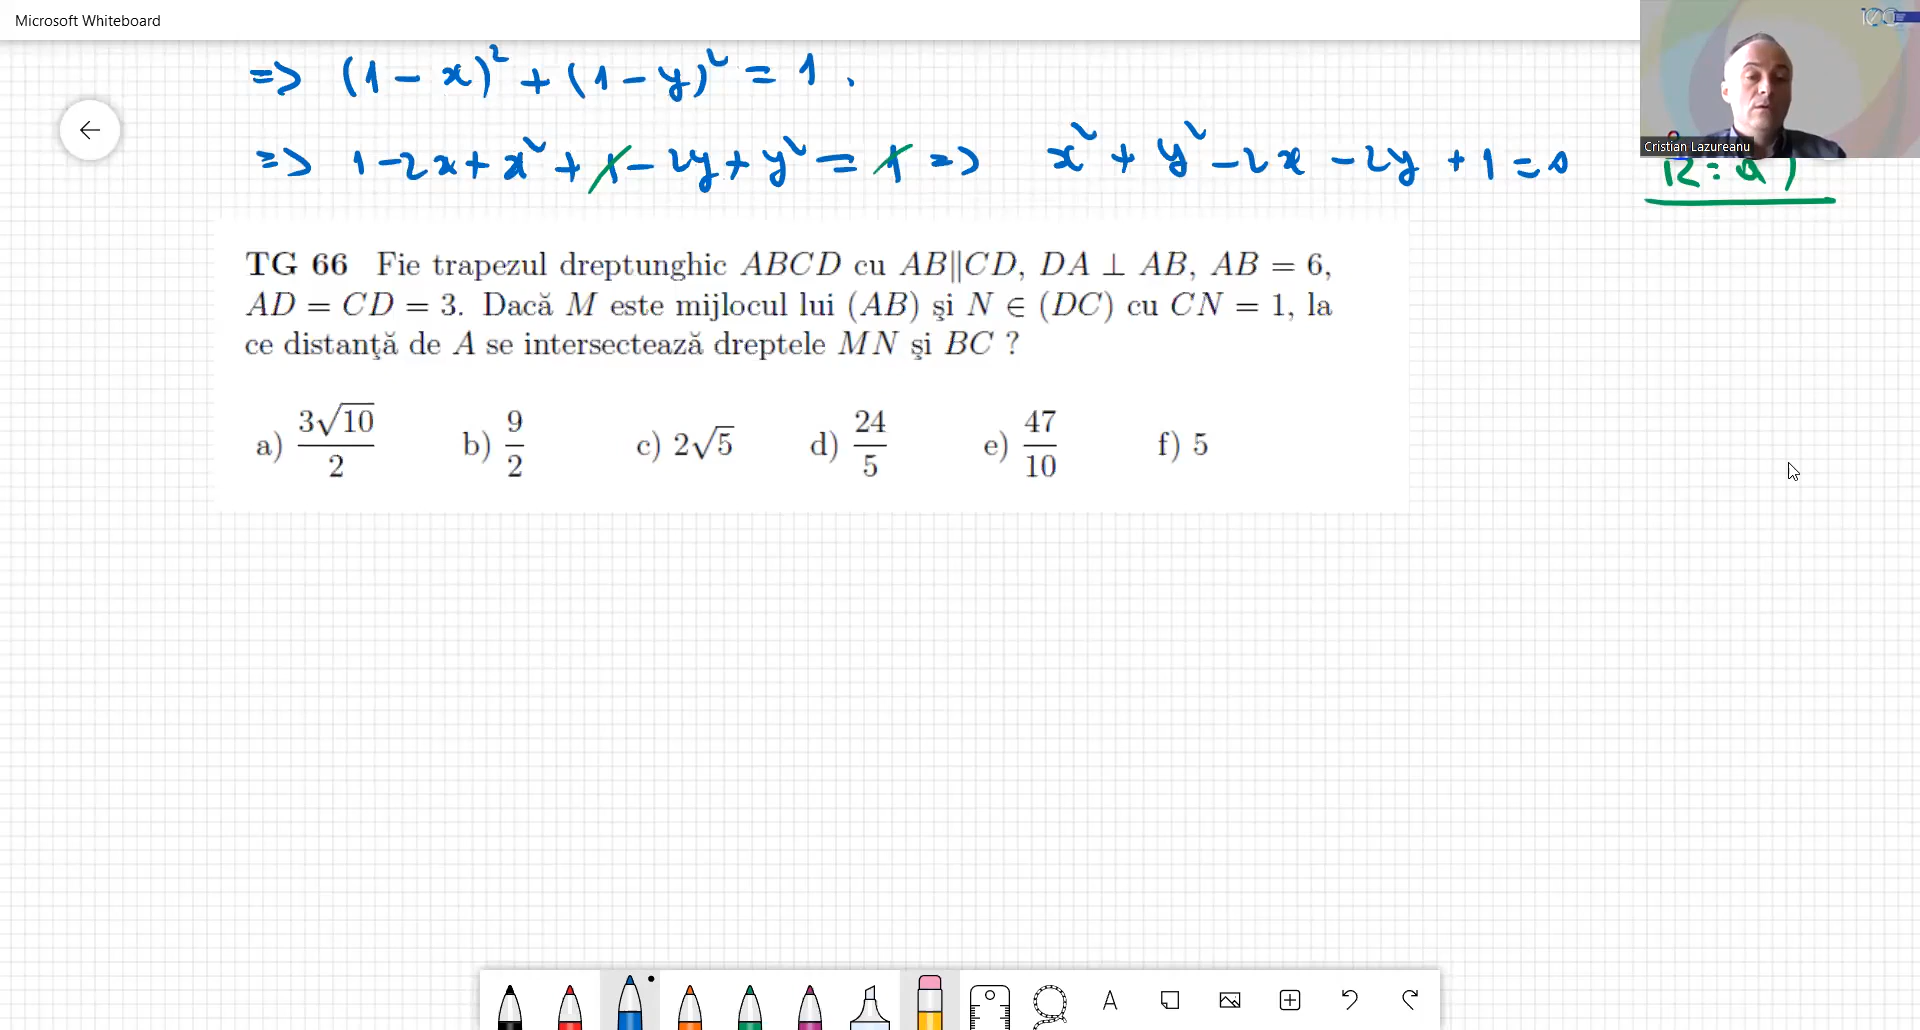 Microsoft Whiteboard
=> (1 - x)² + (1 - y)² = 1 .
=> 1 - 2x + x² + 1 - 2y + y² = 1 => x² + y² - 2x - 2y + 1 = 0
Cristian Lazureanu
R: a)
TG 66 Fie trapezul dreptunghic ABCD cu AB∥CD, DA ⊥ AB, AB = 6,
AD = CD = 3. Dacă M este mijlocul lui (AB) şi N ∈ (DC) cu CN = 1, la
ce distanţă de A se intersectează dreptele MN şi BC ?
a) 3√10/2 b) 9/2 c) 2√5 d) 24/5 e) 47/10 f) 5